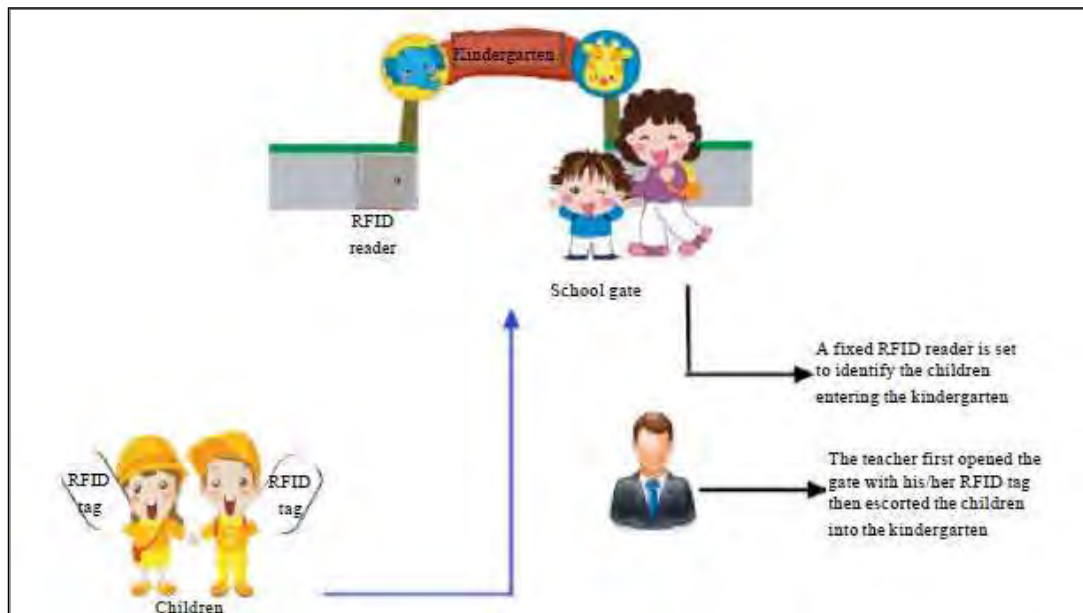 Kindergarten
RFID
reader
School gate
A fixed RFID reader is set
to identify the children
entering the kindergarten
RFID
tag
RFID
tag
The teacher first opened the
gate with his/her RFID tag
then escorted the children
into the kindergarten
Children